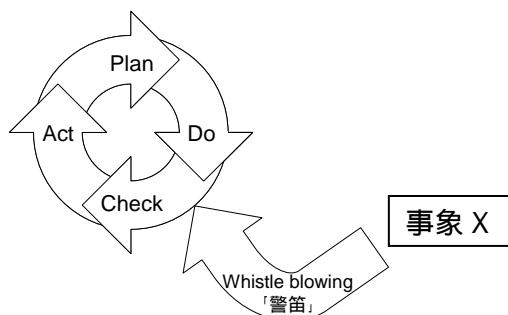 Plan
Do
Check
Act
Whistle blowing
「警笛」
事象 X